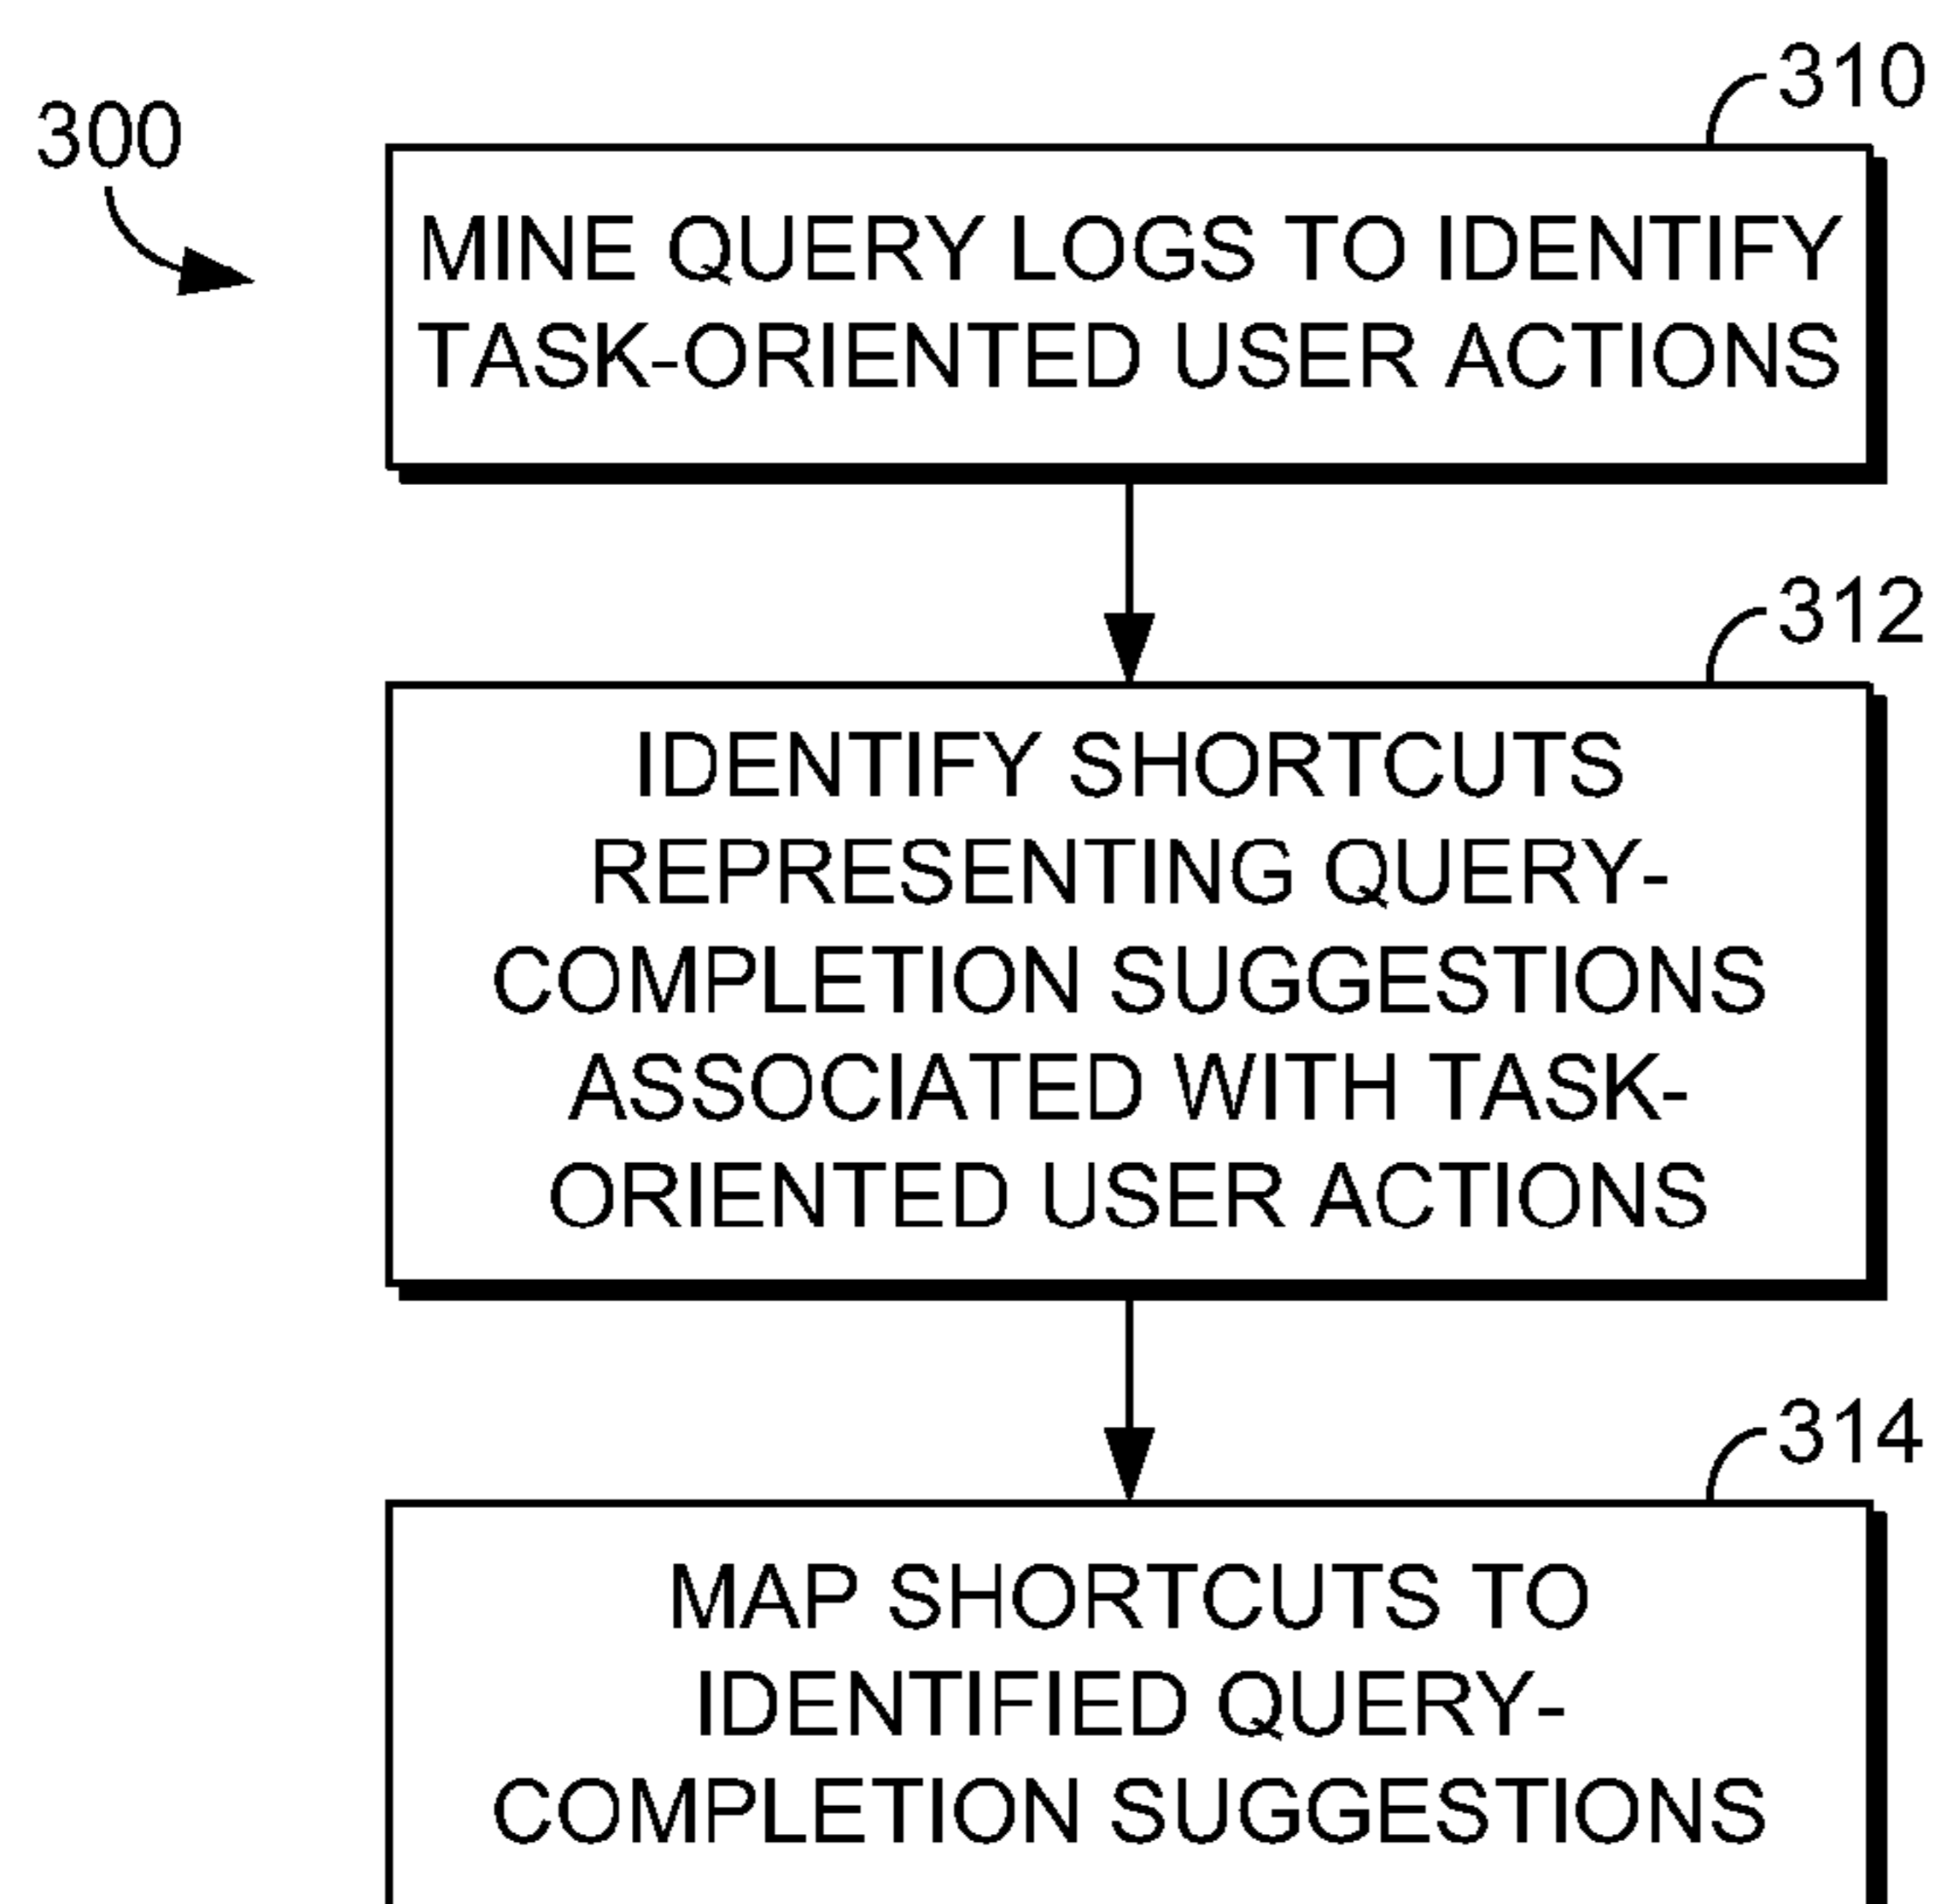 310
300
MINE QUERY LOGS TO IDENTIFY
TASK-ORIENTED USER ACTIONS
312
IDENTIFY SHORTCUTS
REPRESENTING QUERY-
COMPLETION SUGGESTIONS
ASSOCIATED WITH TASK-
ORIENTED USER ACTIONS
314
MAP SHORTCUTS TO
IDENTIFIED QUERY-
COMPLETION SUGGESTIONS